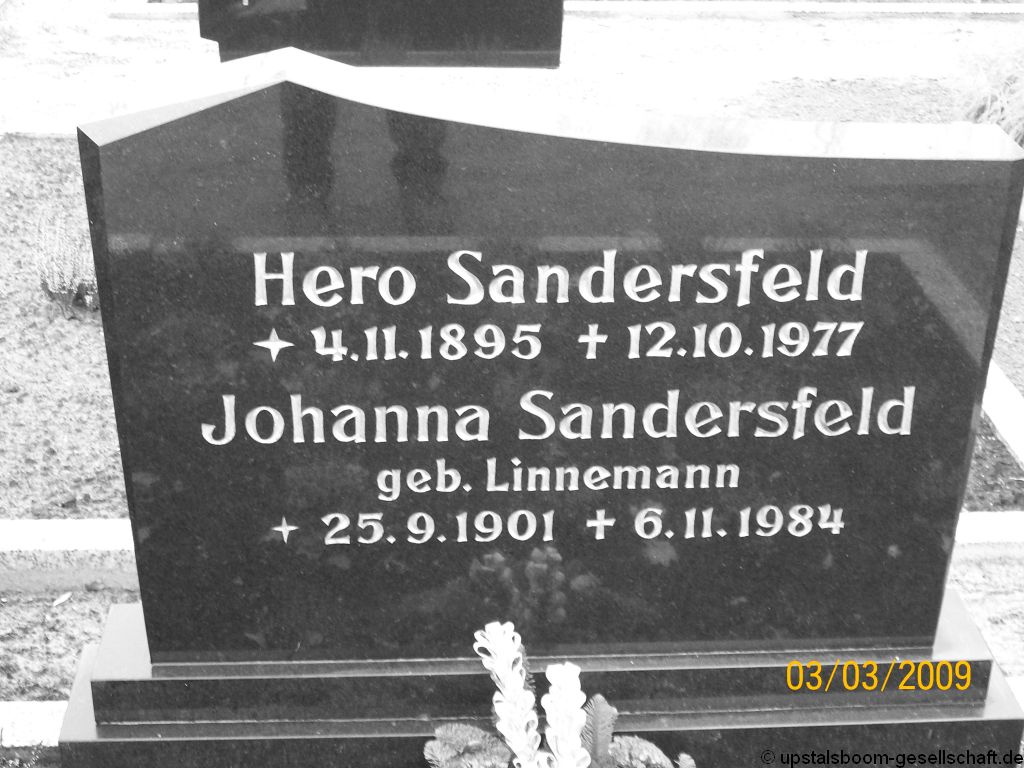 Hero Sandersfeld
✦ 4.11.1895 ✝ 12.10.1977
Johanna Sandersfeld
geb. Linnemann
✦ 25.9.1901 ✝ 6.11.1984
03/03/2009
© upstalsboom-gesellschaft.de